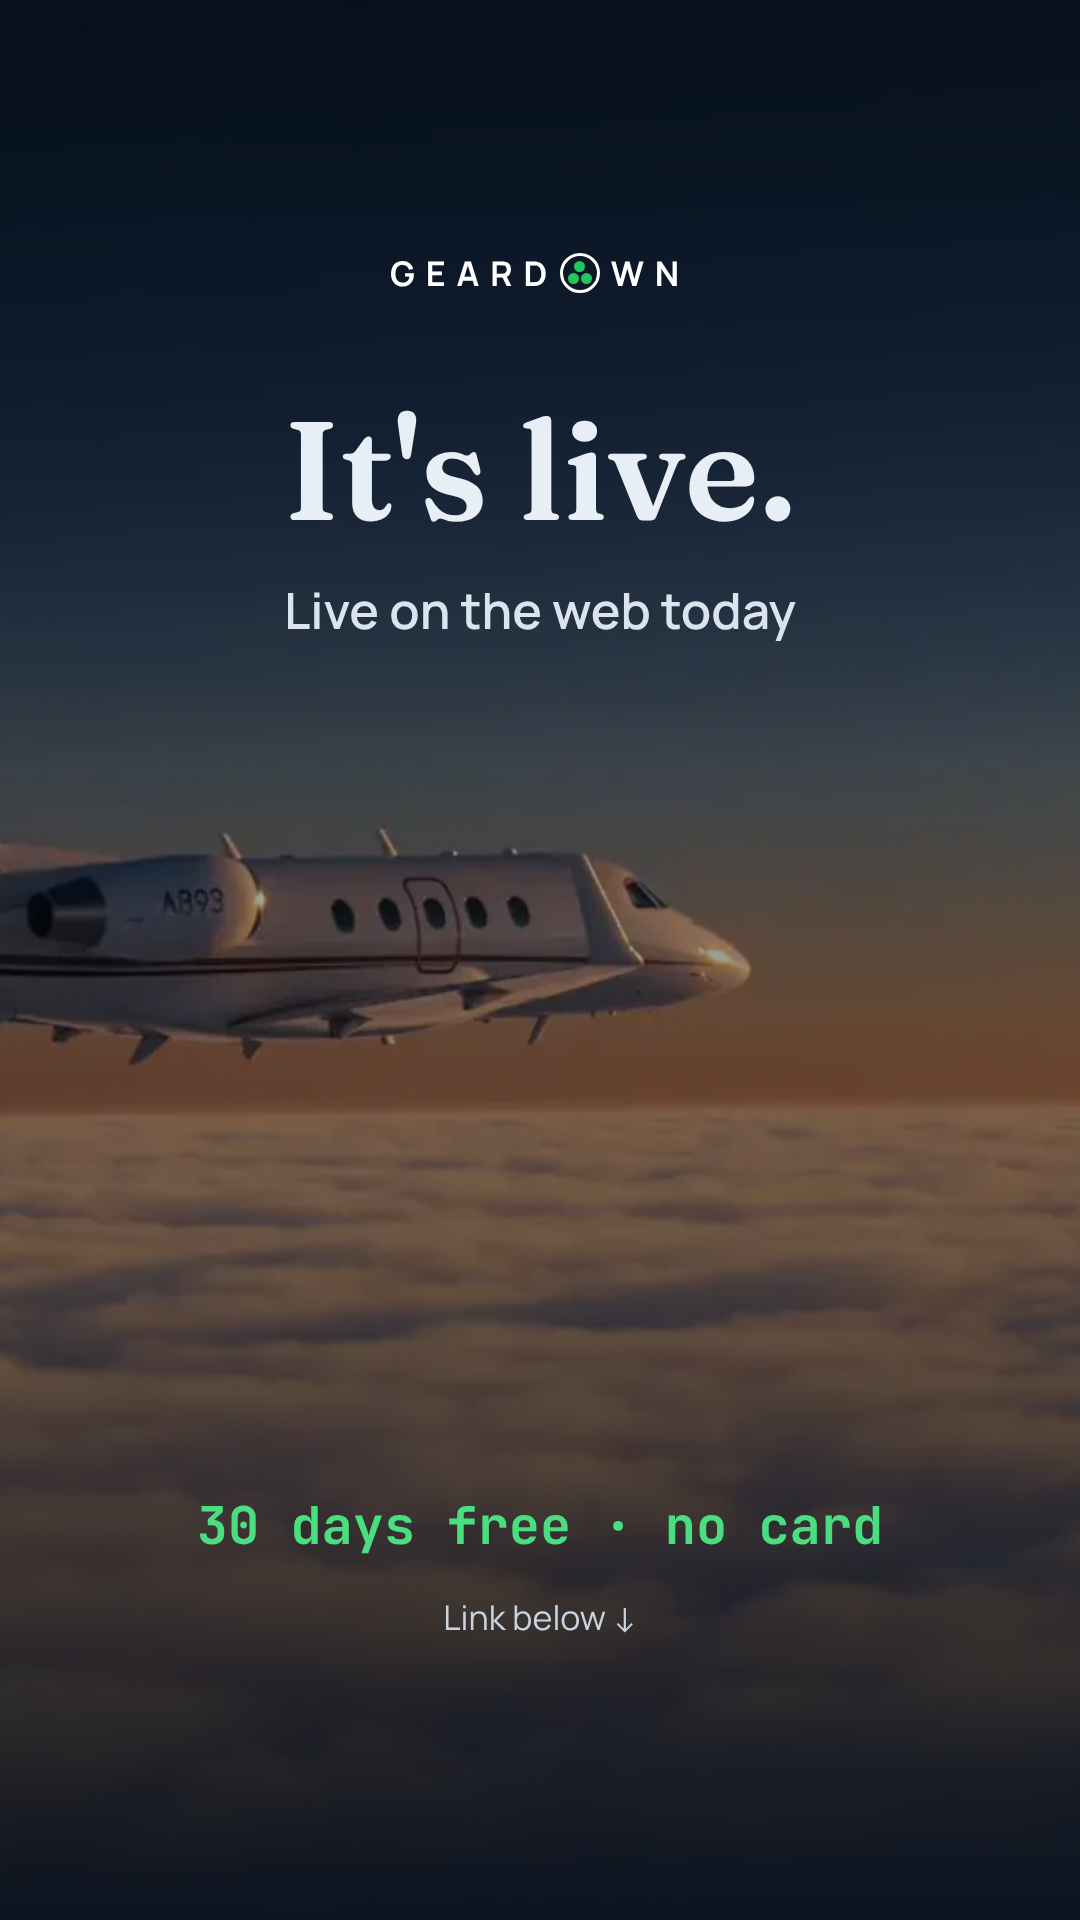 GEARDOWN
It's live.
Live on the web today
AB93
30 days free · no card
Link below ↓